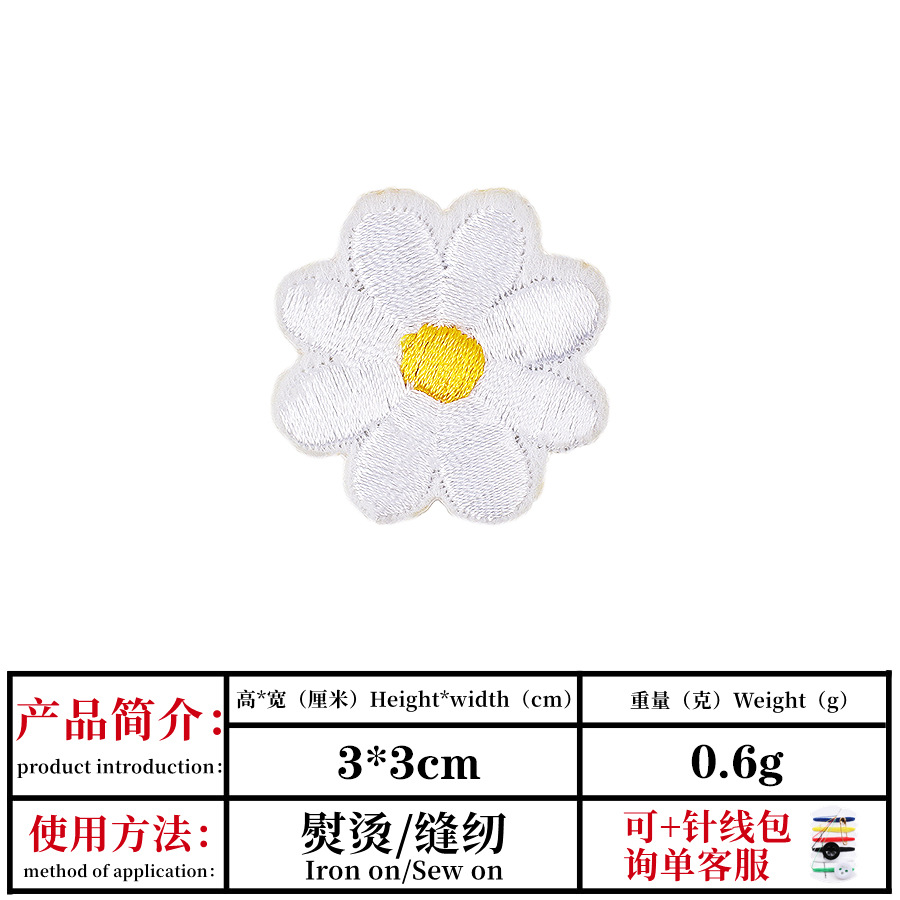 产品简介：
product introduction：
高*宽（厘米）Height*width（cm）
3*3cm
重量（克）Weight（g）
0.6g
使用方法：
method of application：
熨烫/缝纫
Iron on/Sew on
可+针线包
询单客服